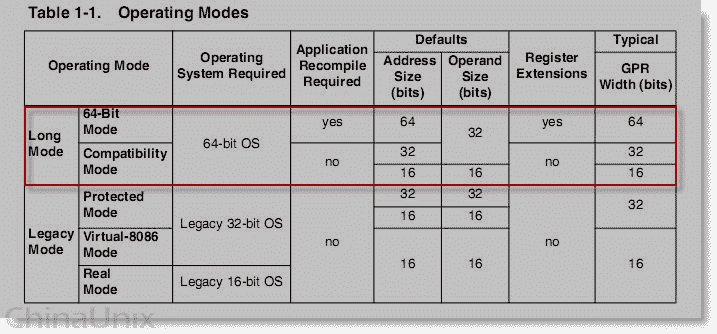 Table 1-1. Operating Modes
Operating Mode
Operating
System Required
Application
Recompile
Required
Defaults
Address
Size
(bits)
Operand
Size
(bits)
Register
Extensions
Typical
GPR
Width (bits)
Long
Mode
64-Bit
Mode
64-bit OS
yes
64
32
yes
64
Compatibility
Mode
no
32
no
32
16
16
16
Legacy
Mode
Protected
Mode
Legacy 32-bit OS
no
32
32
no
32
16
16
Virtual-8086
Mode
16
16
16
Real
Mode
Legacy 16-bit OS
ChinaUnix